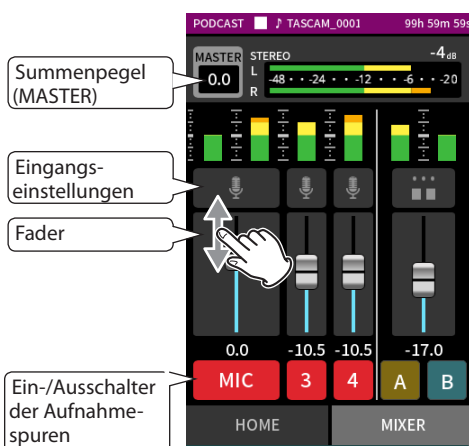 PODCAST ♪ TASCAM_0001 99h 59m 59s
MASTER STEREO -4dB
0.0
L
-48 · · -24 · · -12 · · -6 · · -20
R
Summenpegel
(MASTER)
Eingangs-
einstellungen
Fader
0.0 -10.5 -10.5 -17.0
MIC 3 4 A B
Ein-/Ausschalter
der Aufnahme-
spuren
HOME MIXER